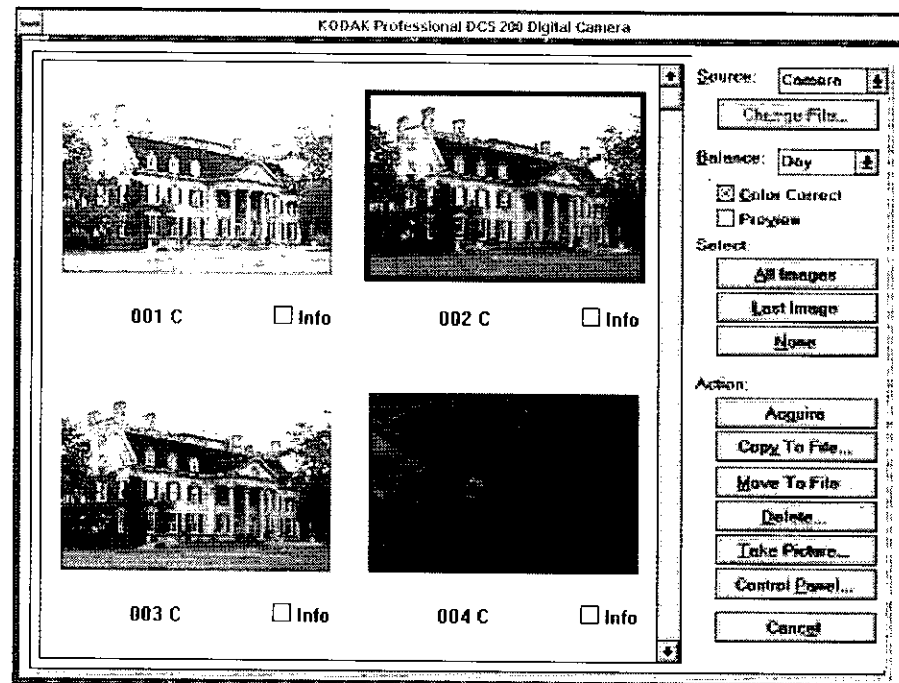 KODAK Professional DCS 200 Digital Camera
Source: Camera
Change File...
Balance: Day
Color Correct
Preview
Select:
All Images
Last Image
None
001 C Info
002 C Info
Action:
Acquire
Copy To File...
Move To File
Delete...
Take Picture...
Control Panel...
Cancel
003 C Info
004 C Info